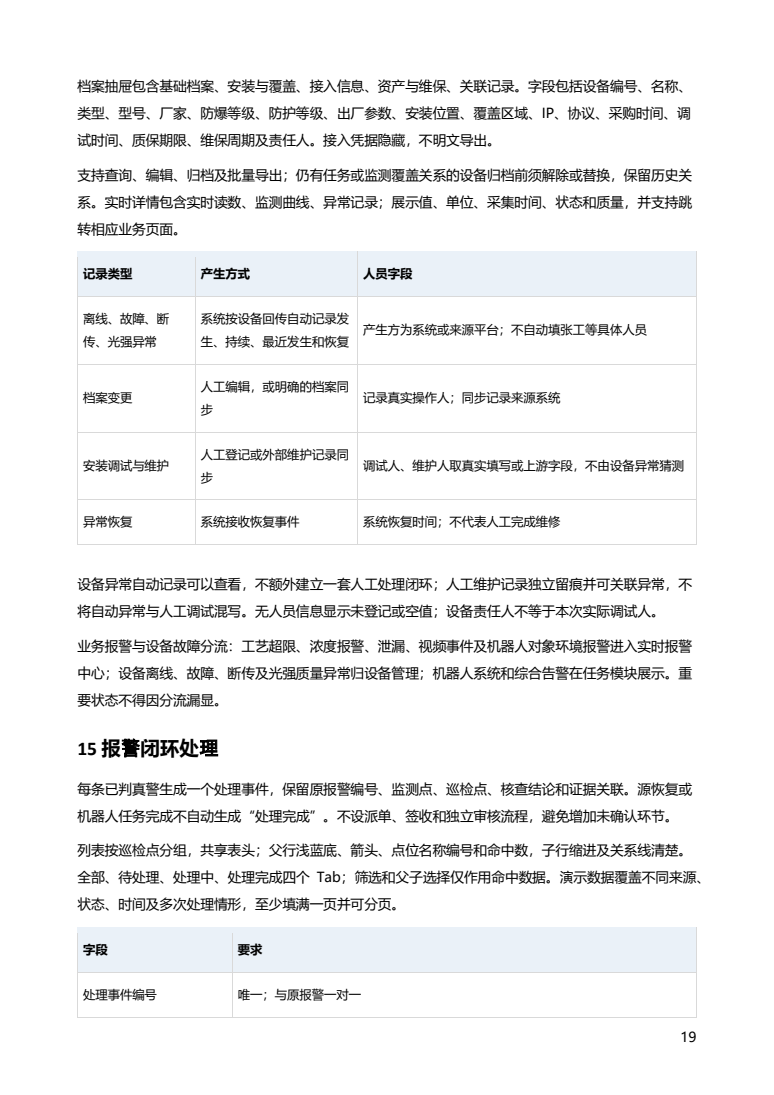 档案抽屉包含基础档案、安装与覆盖、接入信息、资产与维保、关联记录。字段包括设备编号、名称、
类型、型号、厂家、防爆等级、防护等级、出厂参数、安装位置、覆盖区域、IP、协议、采购时间、调
试时间、质保期限、维保周期及责任人。接入凭据隐藏，不明文导出。
支持查询、编辑、归档及批量导出；仍有任务或监测覆盖关系的设备归档前须解除或替换，保留历史关
系。实时详情包含实时读数、监测曲线、异常记录；展示值、单位、采集时间、状态和质量，并支持跳
转相应业务页面。
记录类型 产生方式 人员字段
离线、故障、断
传、光强异常
系统按设备回传自动记录发
生、持续、最近发生和恢复
产生方为系统或来源平台；不自动填张工等具体人员
档案变更
人工编辑，或明确的档案同
步
记录真实操作人；同步记录来源系统
安装调试与维护
人工登记或外部维护记录同
步
调试人、维护人取真实填写或上游字段，不由设备异常猜测
异常恢复 系统接收恢复事件 系统恢复时间；不代表人工完成维修
设备异常自动记录可以查看，不额外建立一套人工处理闭环；人工维护记录独立留痕并可关联异常，不
将自动异常与人工调试混写。无人员信息显示未登记或空值；设备责任人不等于本次实际调试人。
业务报警与设备故障分流：工艺超限、浓度报警、泄漏、视频事件及机器人对象环境报警进入实时报警
中心；设备离线、故障、断传及光强质量异常归设备管理；机器人系统和综合告警在任务模块展示。重
要状态不得因分流漏显。
15 报警闭环处理
每条已判真警生成一个处理事件，保留原报警编号、监测点、巡检点、核查结论和证据关联。源恢复或
机器人任务完成不自动生成“处理完成”。不设派单、签收和独立审核流程，避免增加未确认环节。
列表按巡检点分组，共享表头；父行浅蓝底、箭头、点位名称编号和命中数，子行缩进及关系线清楚。
全部、待处理、处理中、处理完成四个 Tab；筛选和父子选择仅作用命中数据。演示数据覆盖不同来源、
状态、时间及多次处理情形，至少填满一页并可分页。
字段 要求
处理事件编号 唯一；与原报警一对一
19